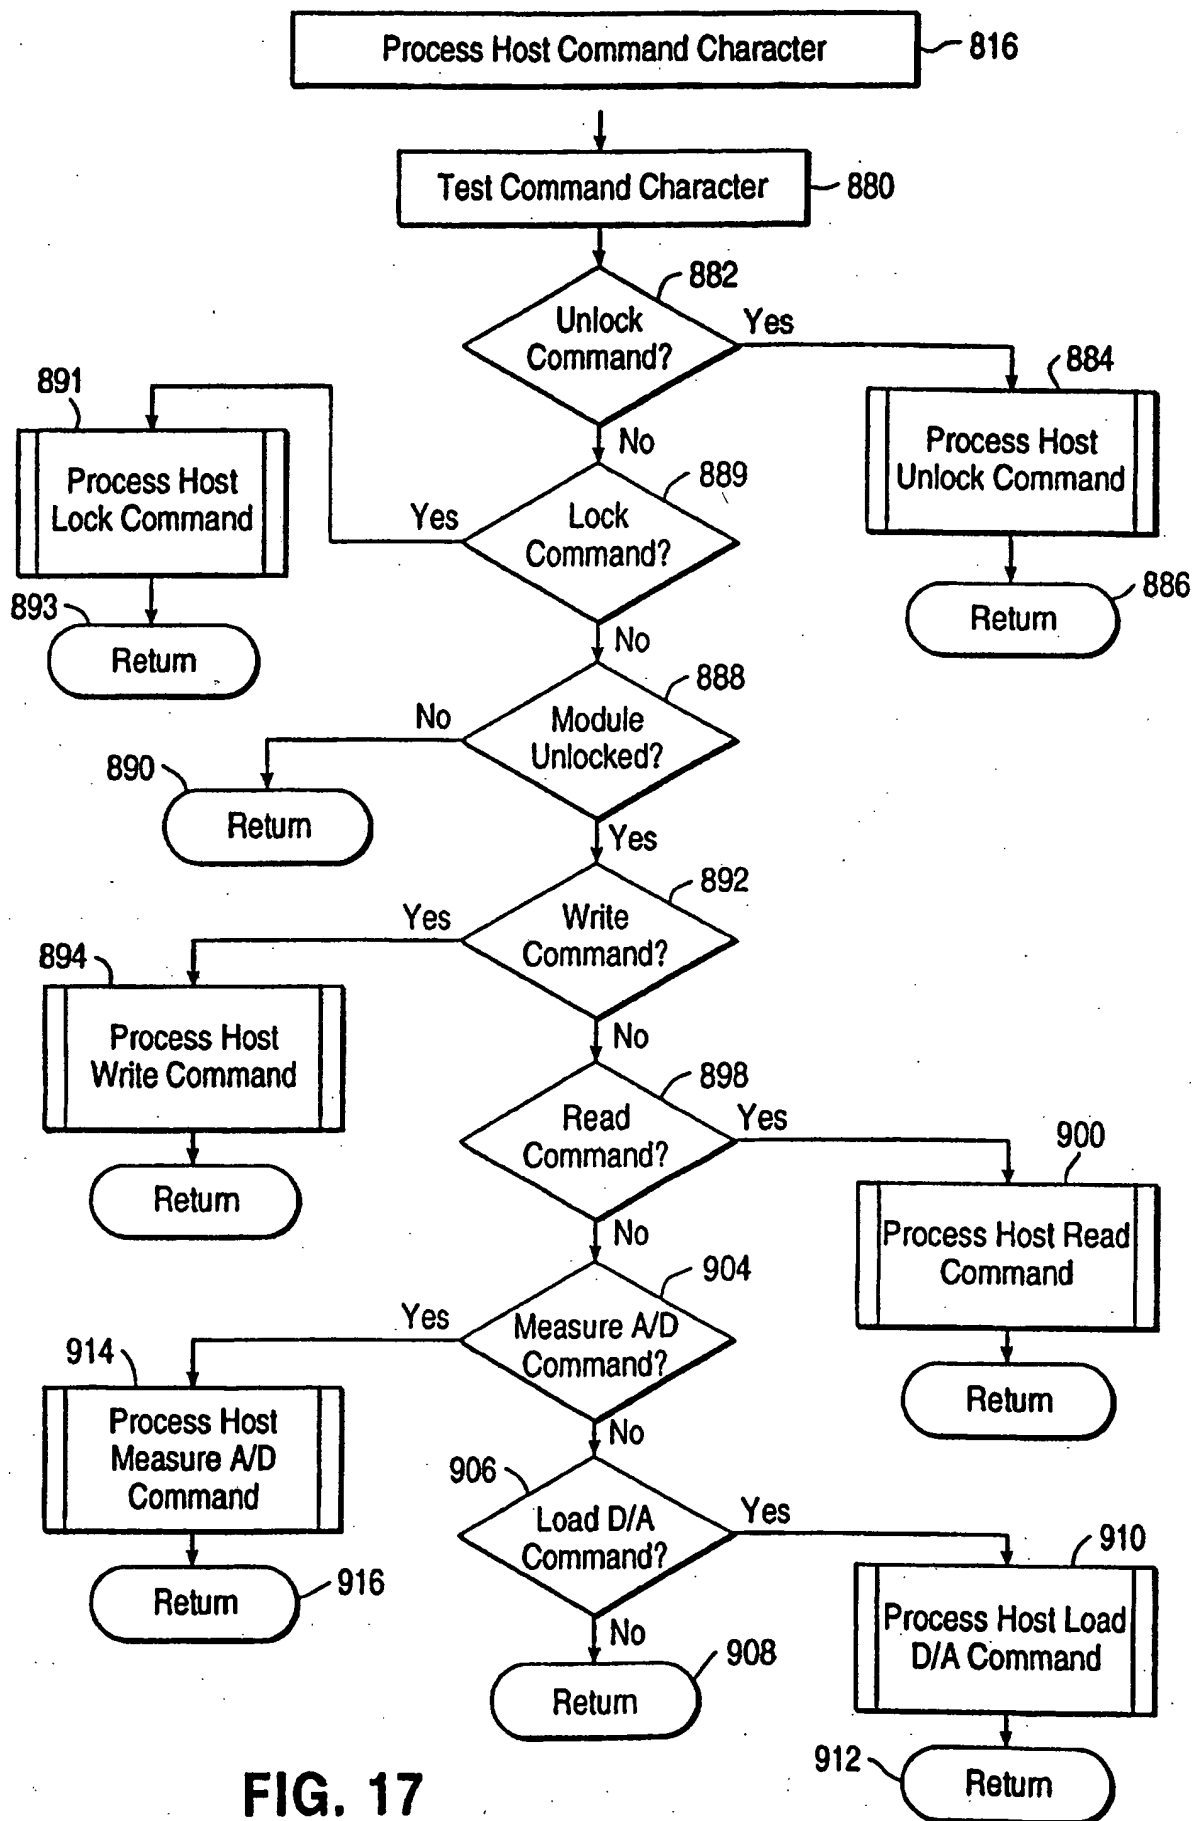 Process Host Command Character
816
Test Command Character
880
882
Unlock
Command?
Yes
884
Process Host
Unlock Command
886
Return
No
889
Lock
Command?
Yes
891
Process Host
Lock Command
893
Return
No
888
Module
Unlocked?
No
890
Return
Yes
892
Write
Command?
Yes
894
Process Host
Write Command
Return
No
898
Read
Command?
Yes
900
Process Host Read
Command
Return
No
904
Measure A/D
Command?
Yes
914
Process Host
Measure A/D
Command
Return
916
No
906
Load D/A
Command?
Yes
910
Process Host Load
D/A Command
912
Return
No
908
Return
FIG. 17